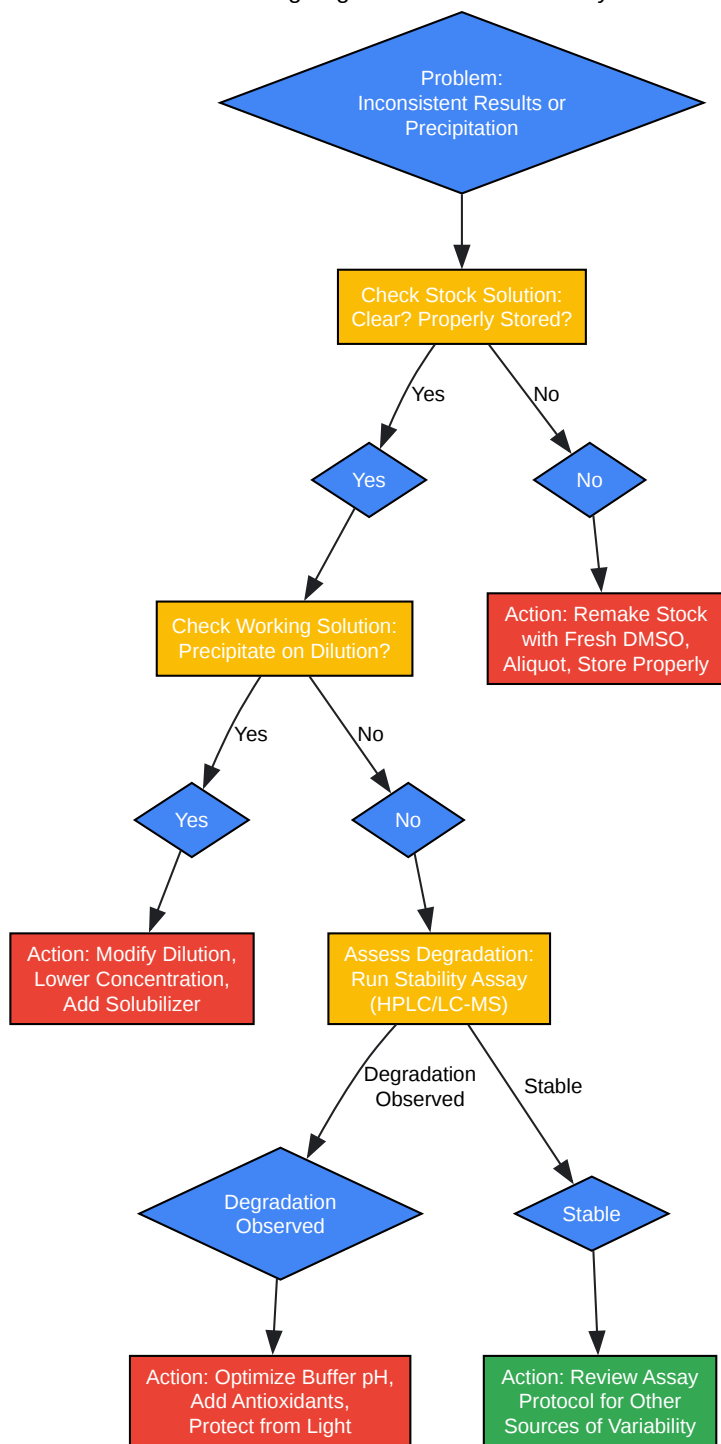 Problem:
Inconsistent Results or
Precipitation
Check Stock Solution:
Clear? Properly Stored?
Yes
No
Yes
No
Check Working Solution:
Precipitate on Dilution?
Action: Remake Stock
with Fresh DMSO,
Aliquot, Store Properly
Yes
No
Yes
No
Action: Modify Dilution,
Lower Concentration,
Add Solubilizer
Assess Degradation:
Run Stability Assay
(HPLC/LC-MS)
Degradation
Observed
Stable
Degradation
Observed
Stable
Action: Optimize Buffer pH,
Add Antioxidants,
Protect from Light
Action: Review Assay
Protocol for Other
Sources of Variability